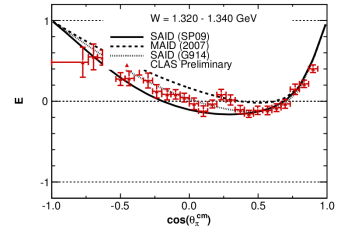 W = 1.320 - 1.340 GeV
SAID (SP09)
MAID (2007)
SAID (G914)
CLAS Preliminary
E
1
0
-1
-1.0 -0.5 0.0 0.5 1.0
cos(θπcm)